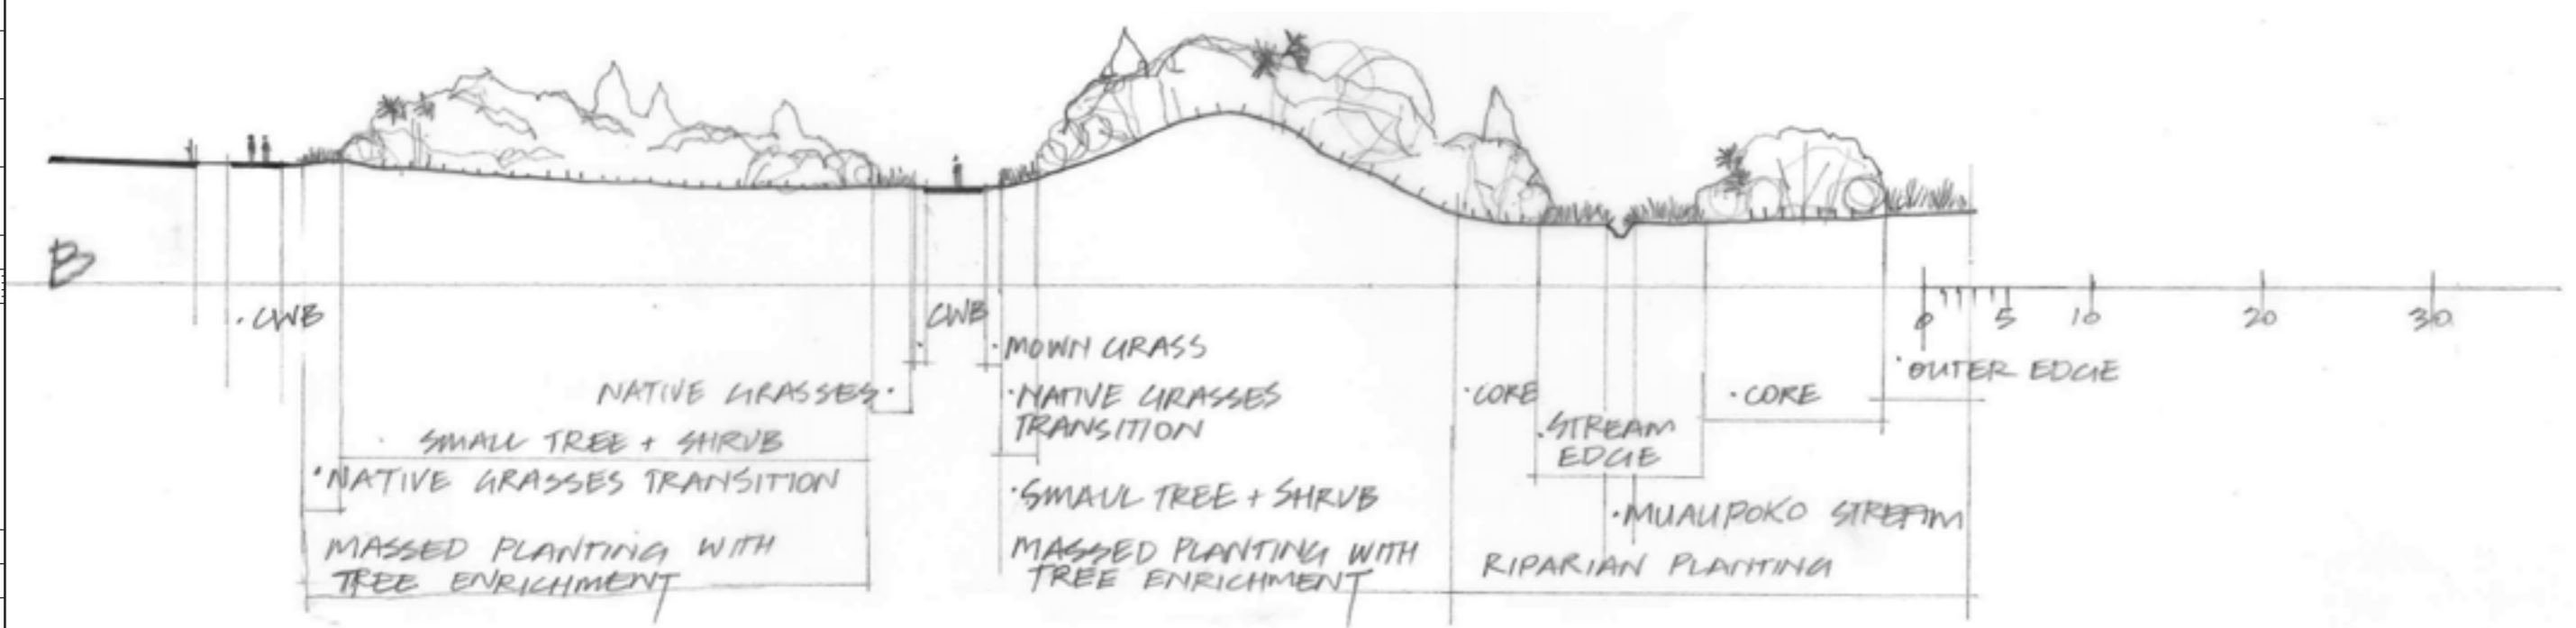 B
0 5 10 20 30
· CWB
CWB
· MOWN GRASS
· OUTER EDGE
NATIVE GRASSES ·
· NATIVE GRASSES
TRANSITION
· CORE
· CORE
· SMALL TREE + SHRUB
· STREAM
EDGE
· NATIVE GRASSES TRANSITION
· SMALL TREE + SHRUB
· MUAUPOKO STREAM
MASSED PLANTING WITH
TREE ENRICHMENT
MASSED PLANTING WITH
TREE ENRICHMENT
RIPARIAN PLANTING